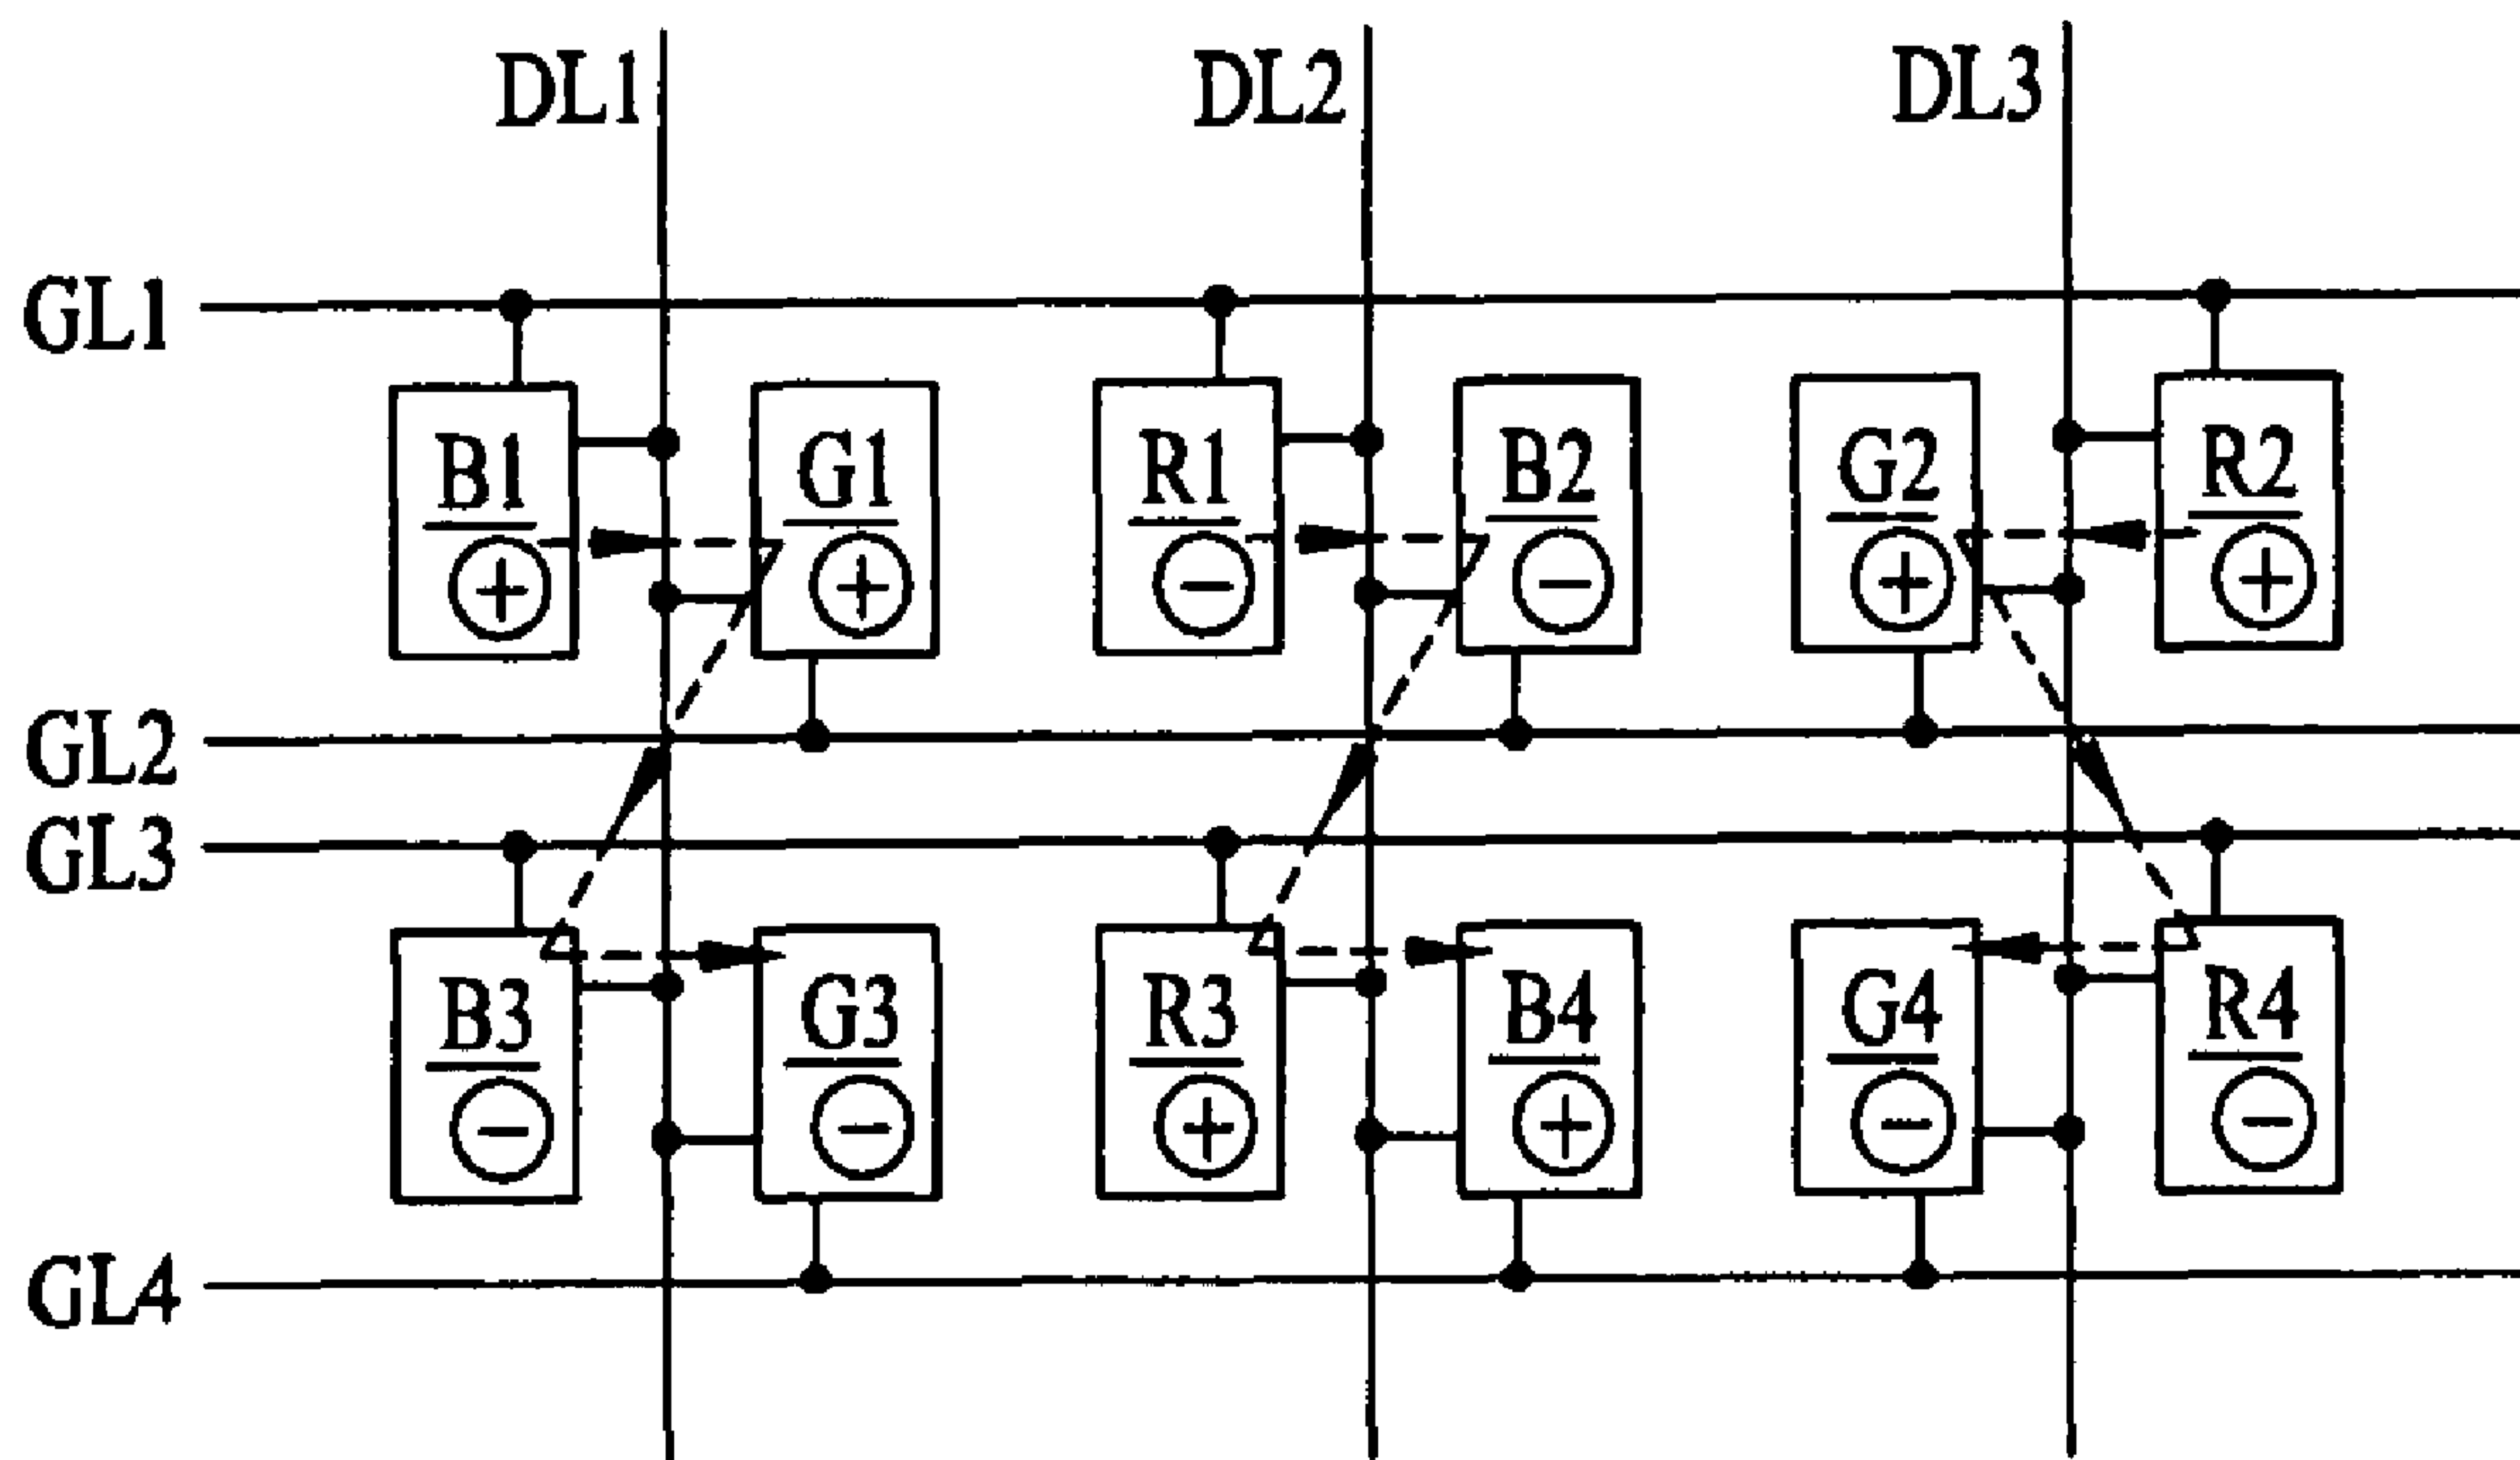 DL1 DL2 DL3
GL1
B1 G1 R1 B2 G2 R2
+ + − − + +
GL2
GL3
B3 G3 R3 B4 G4 R4
− − + + − −
GL4